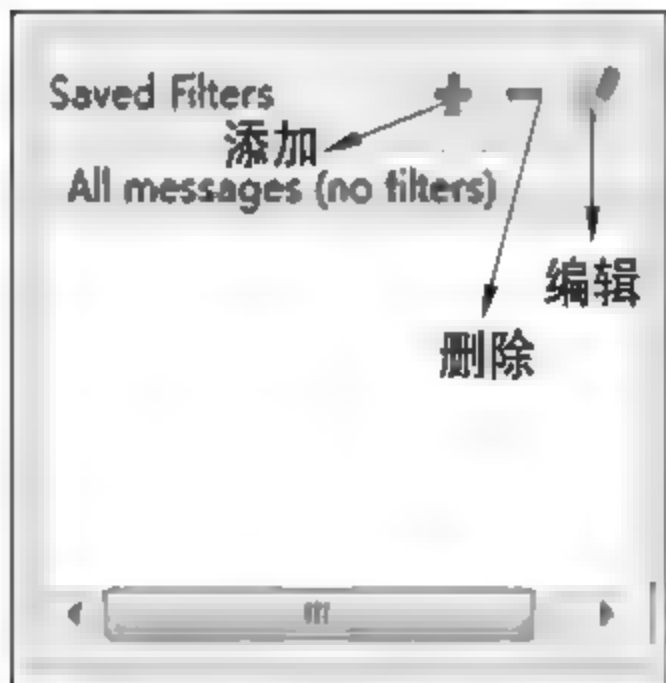 Saved Filters
添加
All messages (no filters)
编辑
删除